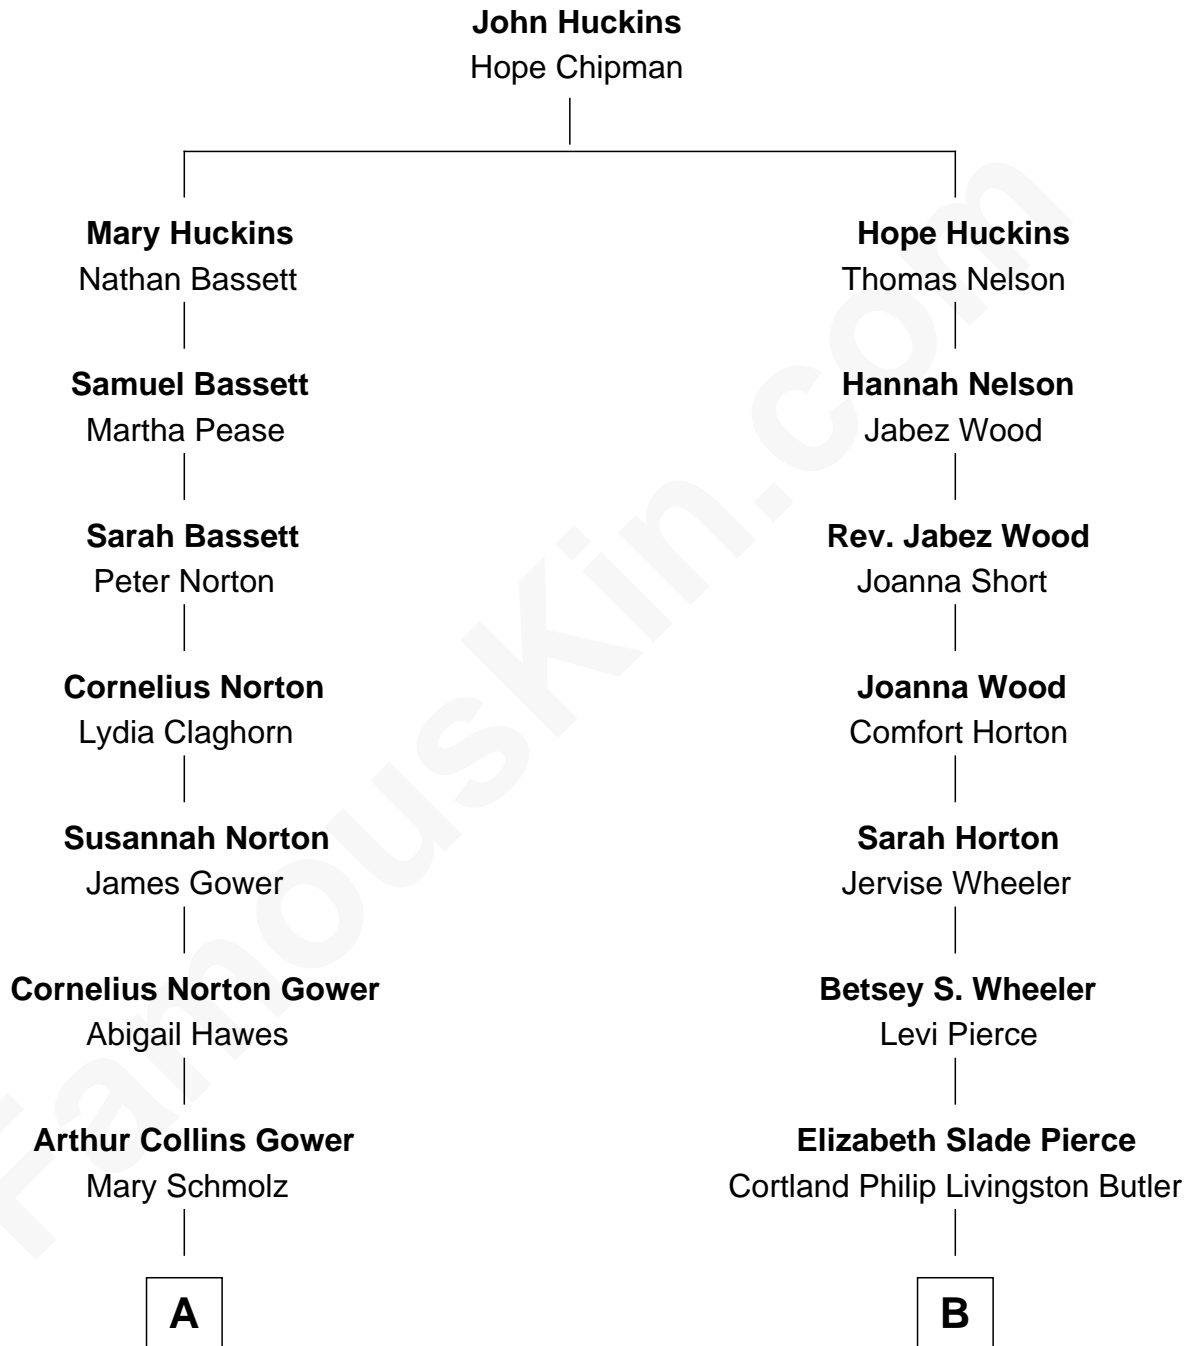 John Huckins
Hope Chipman
Mary Huckins
Nathan Bassett
Hope Huckins
Thomas Nelson
Samuel Bassett
Martha Pease
Hannah Nelson
Jabez Wood
Sarah Bassett
Peter Norton
Rev. Jabez Wood
Joanna Short
Cornelius Norton
Lydia Claghorn
Joanna Wood
Comfort Horton
Susannah Norton
James Gower
Sarah Horton
Jervise Wheeler
Cornelius Norton Gower
Abigail Hawes
Betsey S. Wheeler
Levi Pierce
Arthur Collins Gower
Mary Schmolz
Elizabeth Slade Pierce
Cortland Philip Livingston Butler
A
B
FamousKin.com